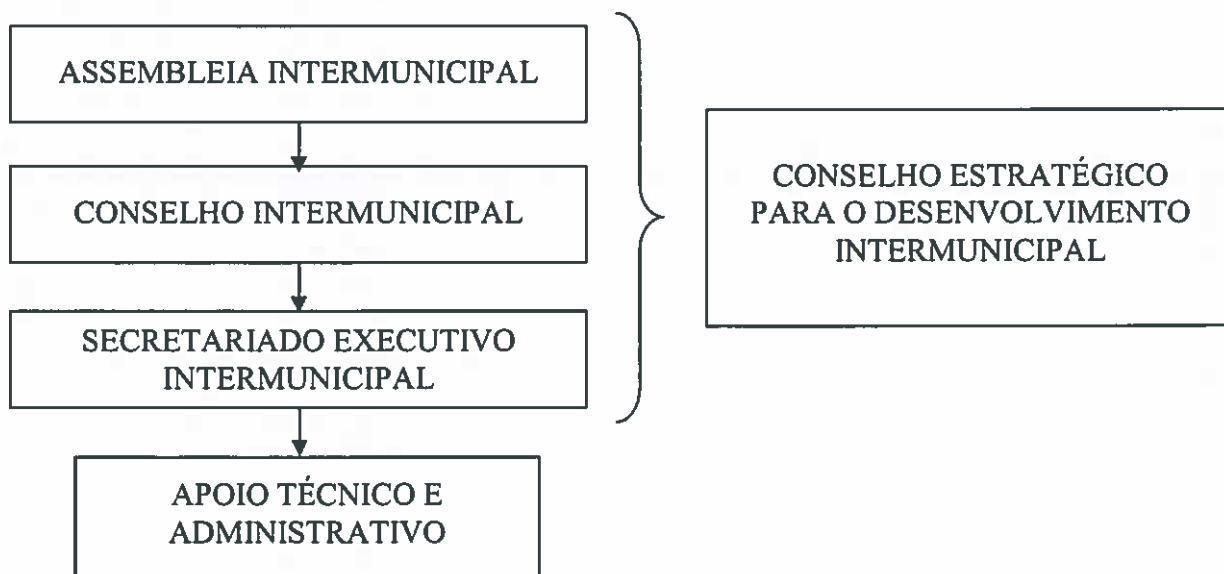 ASSEMBLEIA INTERMUNICIPAL
CONSELHO INTERMUNICIPAL
SECRETARIADO EXECUTIVO
INTERMUNICIPAL
APOIO TÉCNICO E
ADMINISTRATIVO
CONSELHO ESTRATÉGICO
PARA O DESENVOLVIMENTO
INTERMUNICIPAL